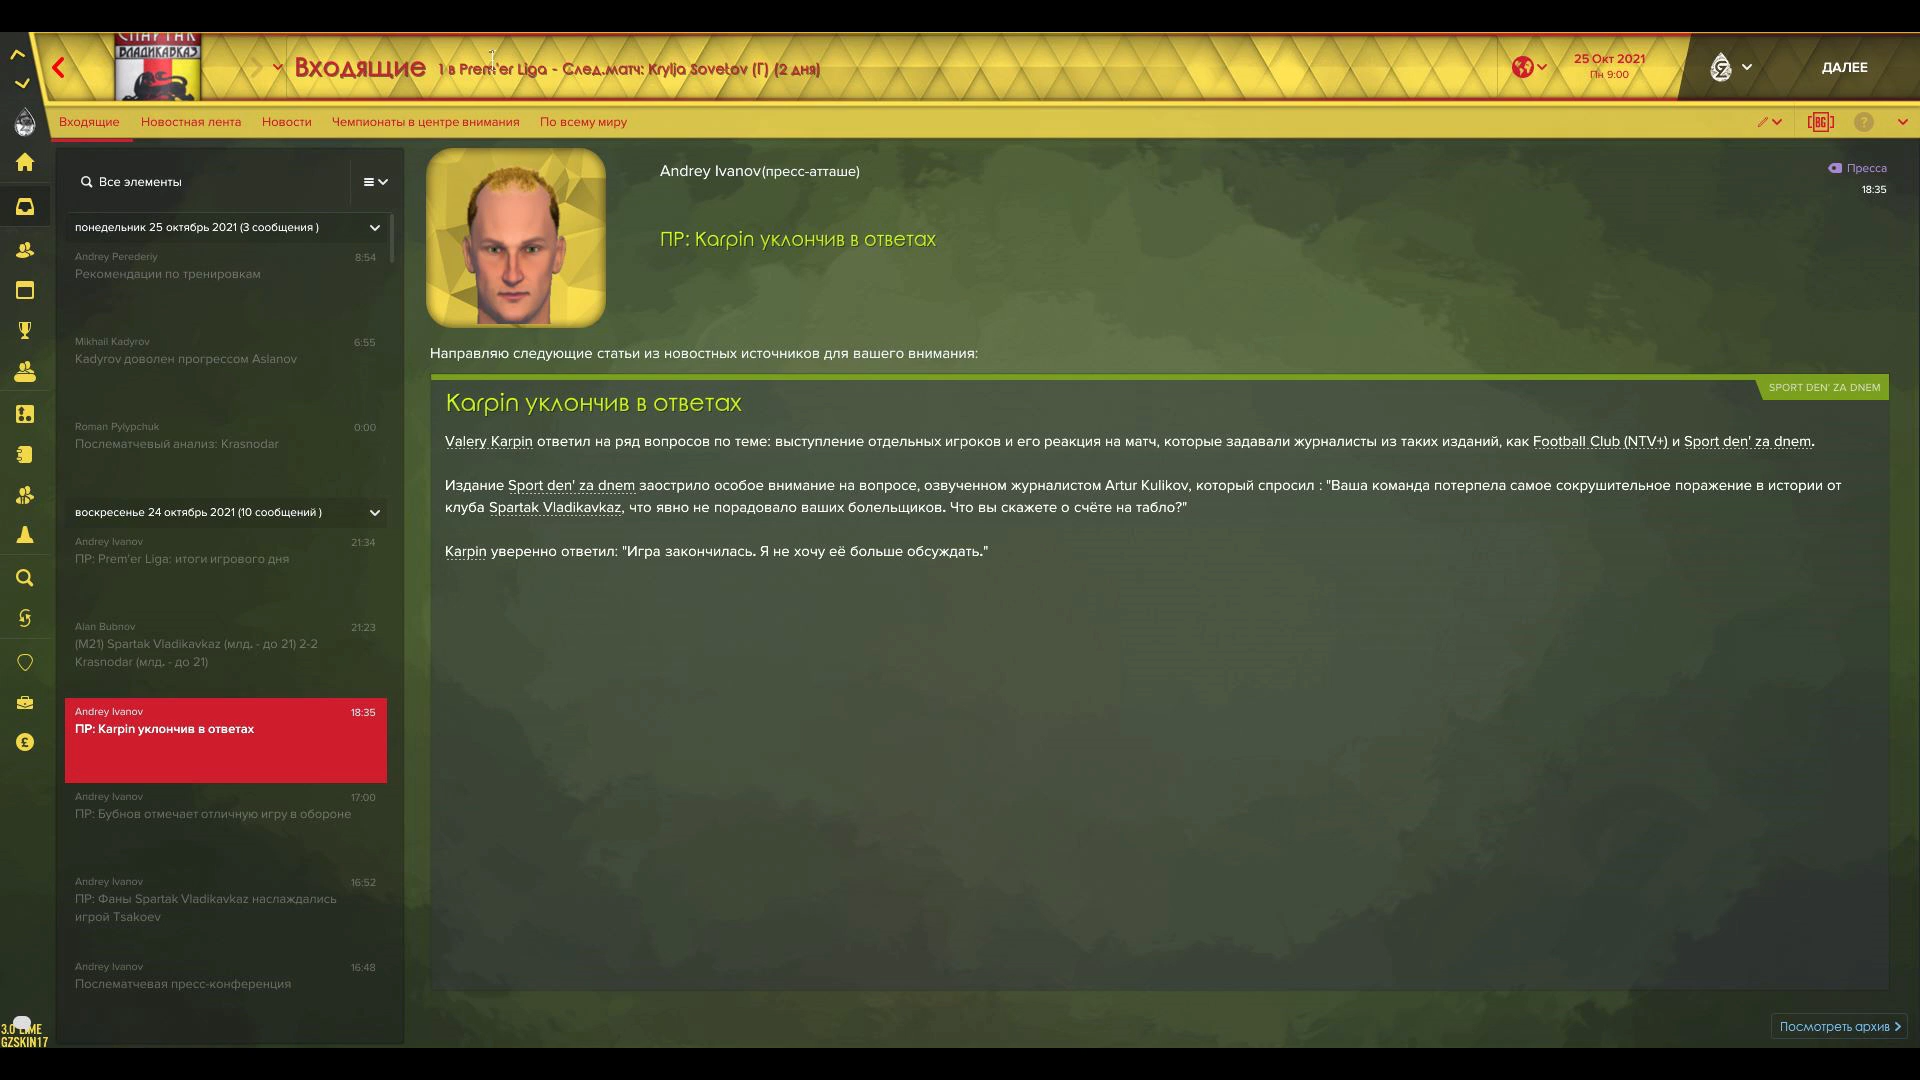 СПАРТАК
ВЛАДИКАВКАЗ
Входящие 1 в Prem'er Liga - След.матч: Krylja Sovetov (Г) (2 дня)
25 Окт 2021
Пн 9:00
ДАЛЕЕ
Входящие Новостная лента Новости Чемпионаты в центре внимания По всему миру
BG
?
Все элементы
понедельник 25 октябрь 2021 (3 сообщения )
Andrey Perederiy 8:54
Рекомендации по тренировкам
Mikhail Kadyrov 6:55
Kadyrov доволен прогрессом Aslanov
Roman Pylypchuk 0:00
Послематчевый анализ: Krasnodar
воскресенье 24 октябрь 2021 (10 сообщений )
Andrey Ivanov 21:34
ПР: Prem'er Liga: итоги игрового дня
Alan Bubnov 21:23
(М21) Spartak Vladikavkaz (млд. - до 21) 2-2
Krasnodar (млд. - до 21)
Andrey Ivanov 18:35
ПР: Karpin уклончив в ответах
Andrey Ivanov 17:00
ПР: Бубнов отмечает отличную игру в обороне
Andrey Ivanov 16:52
ПР: Фаны Spartak Vladikavkaz наслаждались
игрой Tsakoev
Andrey Ivanov 16:48
Послематчевая пресс-конференция
3.0 LIME
GZSKIN17
Andrey Ivanov(пресс-атташе)
Пресса
18:35
ПР: Karpin уклончив в ответах
Направляю следующие статьи из новостных источников для вашего внимания:
SPORT DEN' ZA DNEM
Karpin уклончив в ответах
Valery Karpin ответил на ряд вопросов по теме: выступление отдельных игроков и его реакция на матч, которые задавали журналисты из таких изданий, как Football Club (NTV+) и Sport den' za dnem.
Издание Sport den' za dnem заострило особое внимание на вопросе, озвученном журналистом Artur Kulikov, который спросил : "Ваша команда потерпела самое сокрушительное поражение в истории от
клуба Spartak Vladikavkaz, что явно не порадовало ваших болельщиков. Что вы скажете о счёте на табло?"
Karpin уверенно ответил: "Игра закончилась. Я не хочу её больше обсуждать."
Посмотреть архив